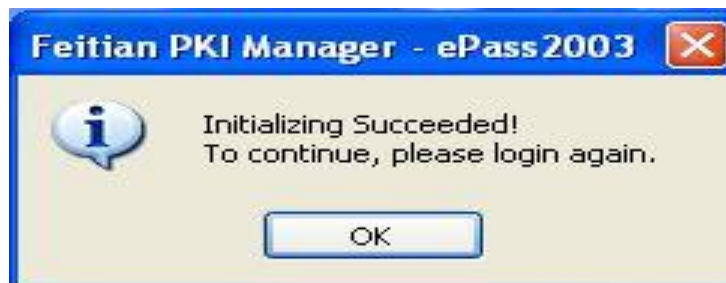 Feitian PKI Manager - ePass2003
Initializing Succeeded!
To continue, please login again.
OK